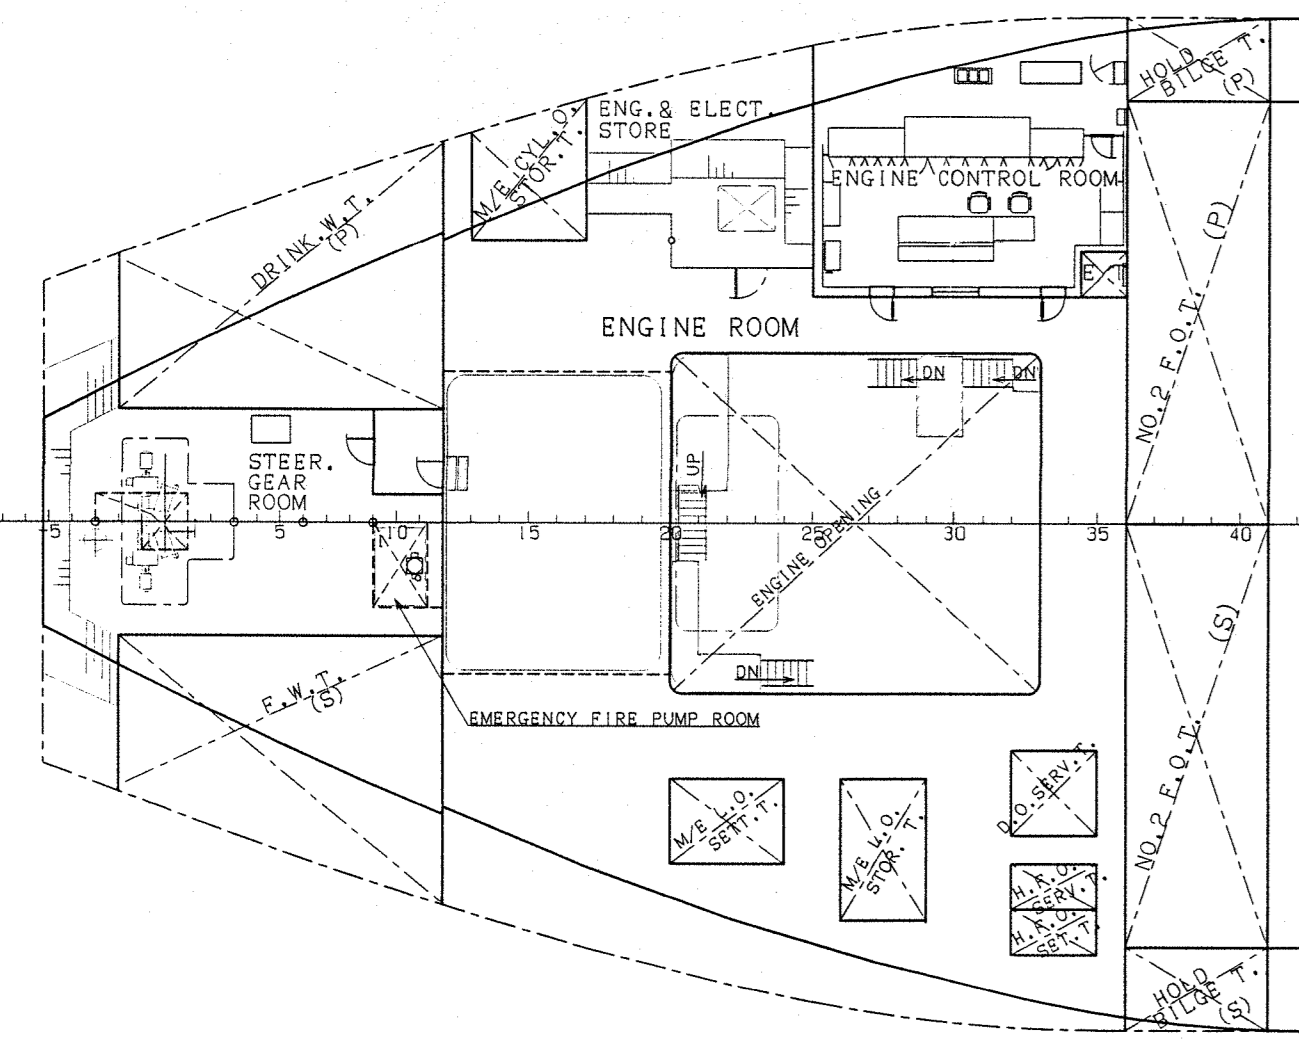 HOLD
BILGE T.
(P)
ENG.& ELECT.
STORE
M/E CYL.O.
STOR.T.
ENGINE CONTROL ROOM
DRINK.W.T.
(P)
E
ENGINE ROOM
NO.2 F.O.T. (P)
DN
DN
STEER.
GEAR
ROOM
UP
ENGINE OPENING
5
10
15
20
25
30
35
40
DN
F.W.T.
(S)
EMERGENCY FIRE PUMP ROOM
NO.2 F.O.T. (S)
D.O.SERV.T.
M/E L.O.
SETT.T.
M/E L.O.
STOR. T.
H.F.O.
SERV.T.
H.F.O.
SET.T.
HOLD
BILGE T.
(S)